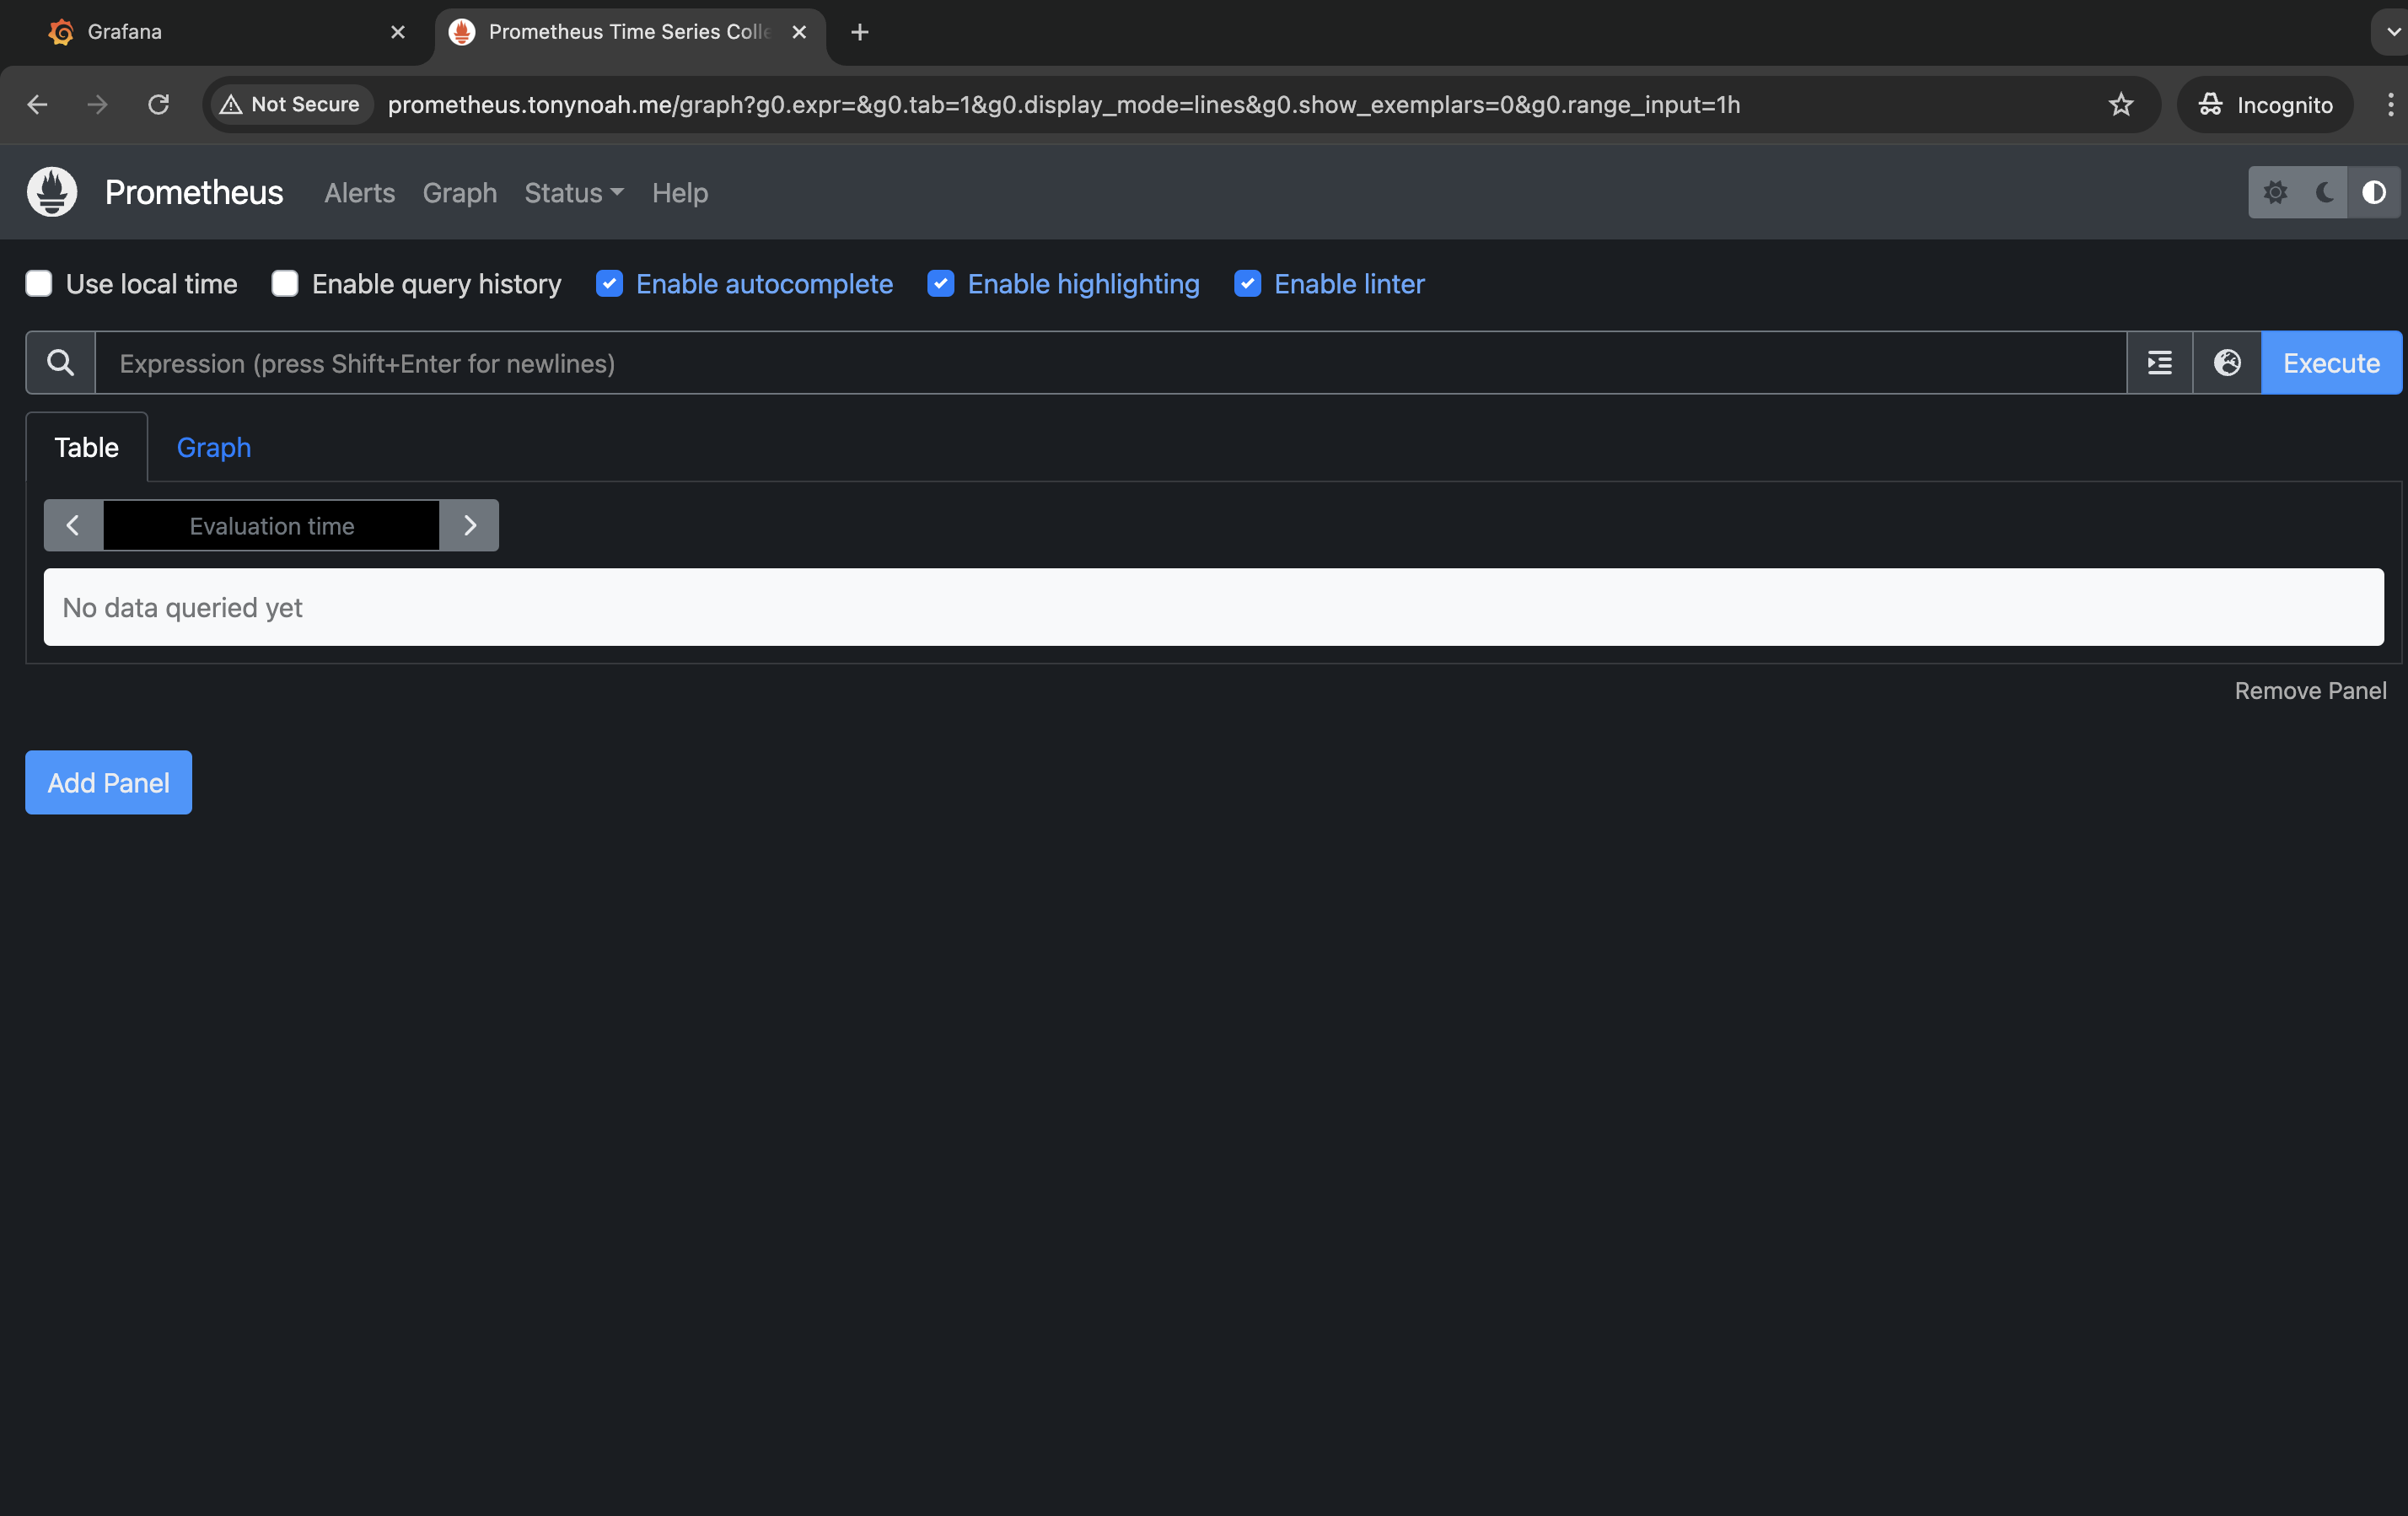 Grafana
Prometheus Time Series Colle
Not Secure
prometheus.tonynoah.me/graph?g0.expr=&g0.tab=1&g0.display_mode=lines&g0.show_exemplars=0&g0.range_input=1h
Incognito
Prometheus Alerts Graph Status Help
Use local time Enable query history Enable autocomplete Enable highlighting Enable linter
Expression (press Shift+Enter for newlines)
Execute
Table Graph
Evaluation time
No data queried yet
Remove Panel
Add Panel